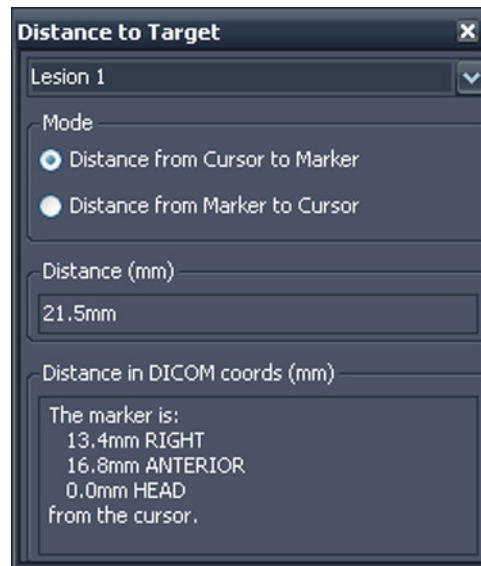 Distance to Target
Lesion 1
Mode
Distance from Cursor to Marker
Distance from Marker to Cursor
Distance (mm)
21.5mm
Distance in DICOM coords (mm)
The marker is:
13.4mm RIGHT
16.8mm ANTERIOR
0.0mm HEAD
from the cursor.